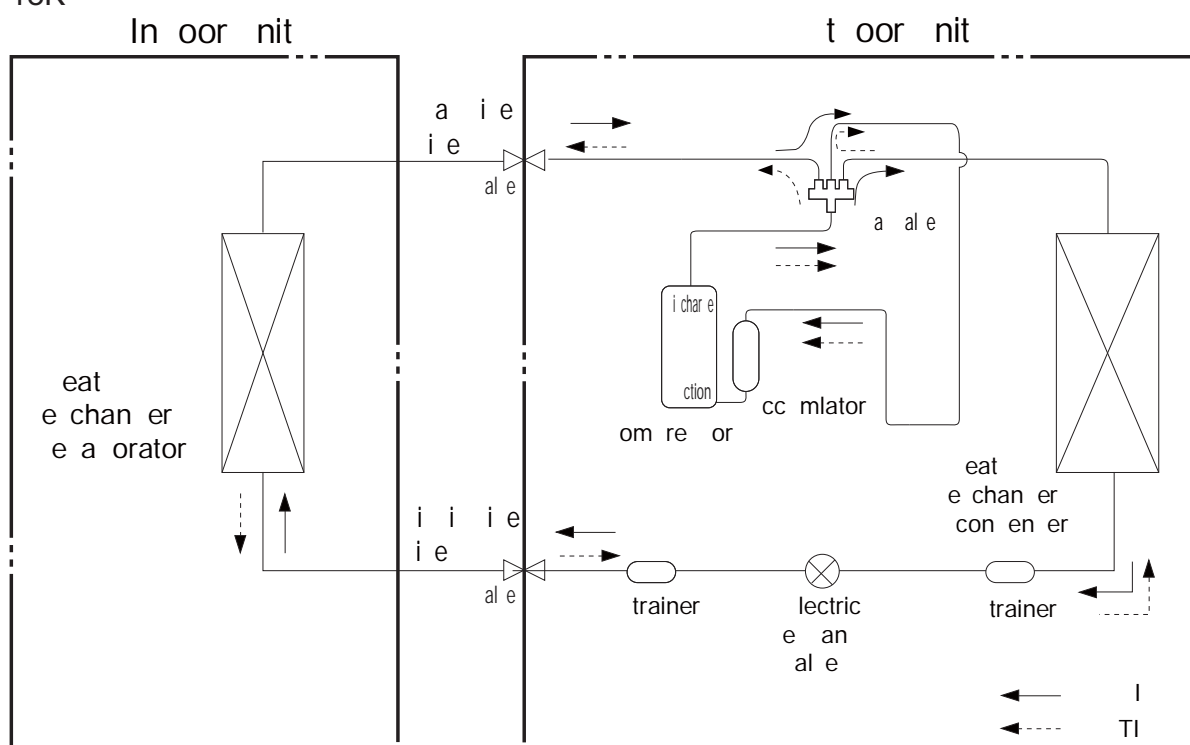 In oor nit
t oor nit
a i e
i e
al e
a al e
i char e
ction
cc mlator
om re or
eat
e chan er
e a orator
eat
e chan er
con en er
i i i e
i e
al e
trainer
lectric
e an
al e
trainer
I
TI